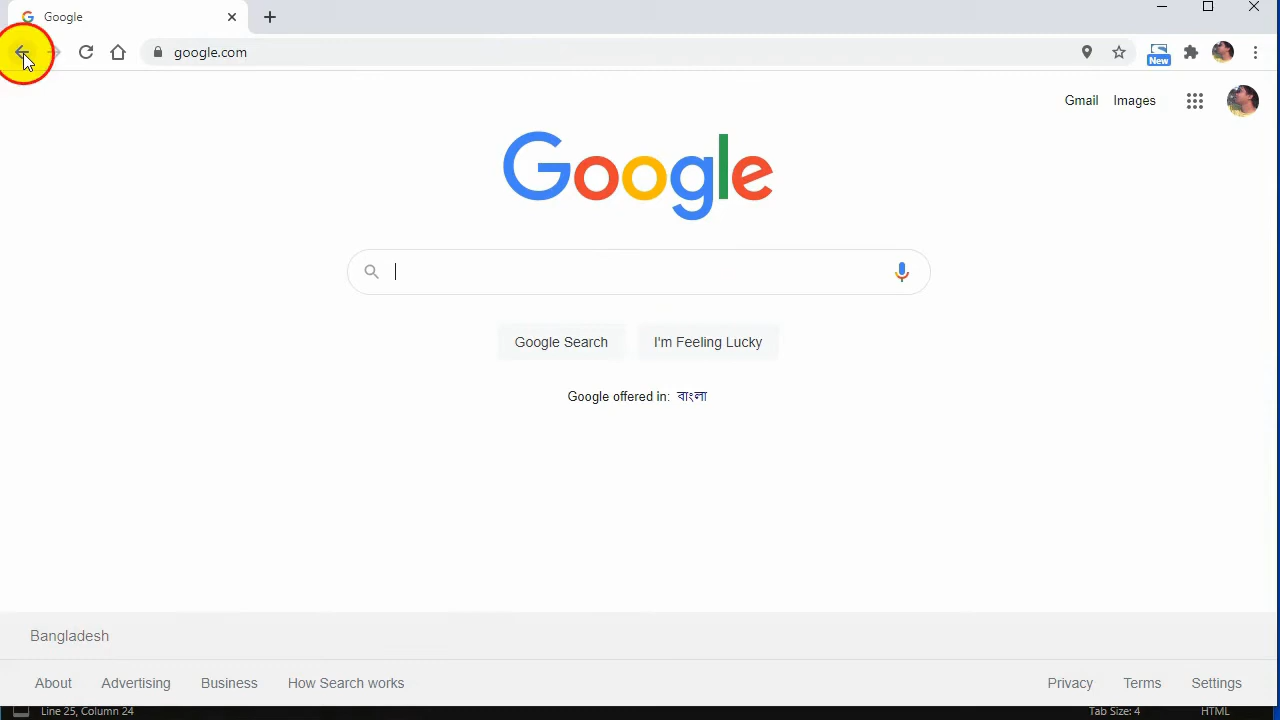 Google
google.com
New
Gmail Images
Google
Google Search I'm Feeling Lucky
Google offered in: বাংলা
Bangladesh
About Advertising Business How Search works Privacy Terms Settings
Line 25, Column 24 Tab Size: 4 HTML